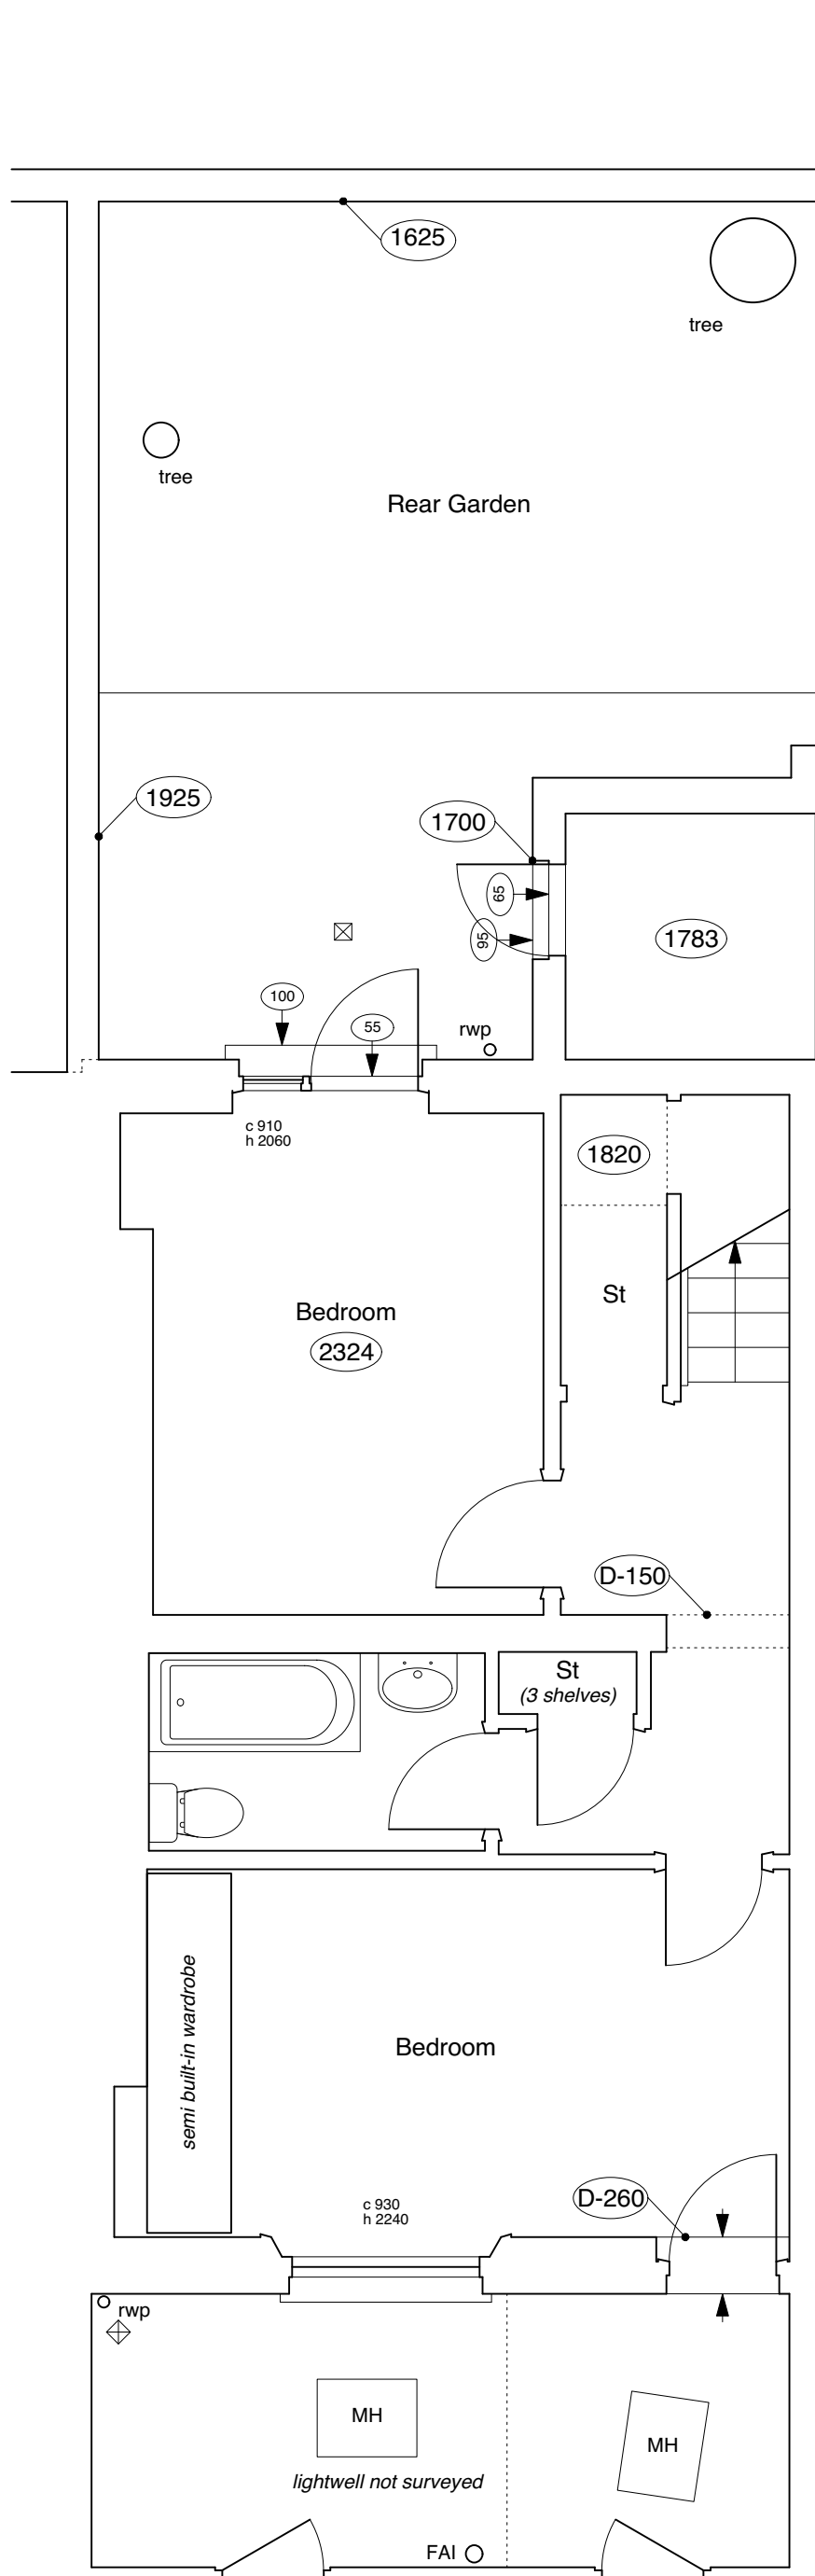 1625
tree
tree
Rear Garden
1925
1700
65
95
1783
100
55
rwp
c 910
h 2060
1820
St
Bedroom
2324
D-150
St
(3 shelves)
semi built-in wardrobe
Bedroom
D-260
c 930
h 2240
rwp
MH
MH
lightwell not surveyed
FAI